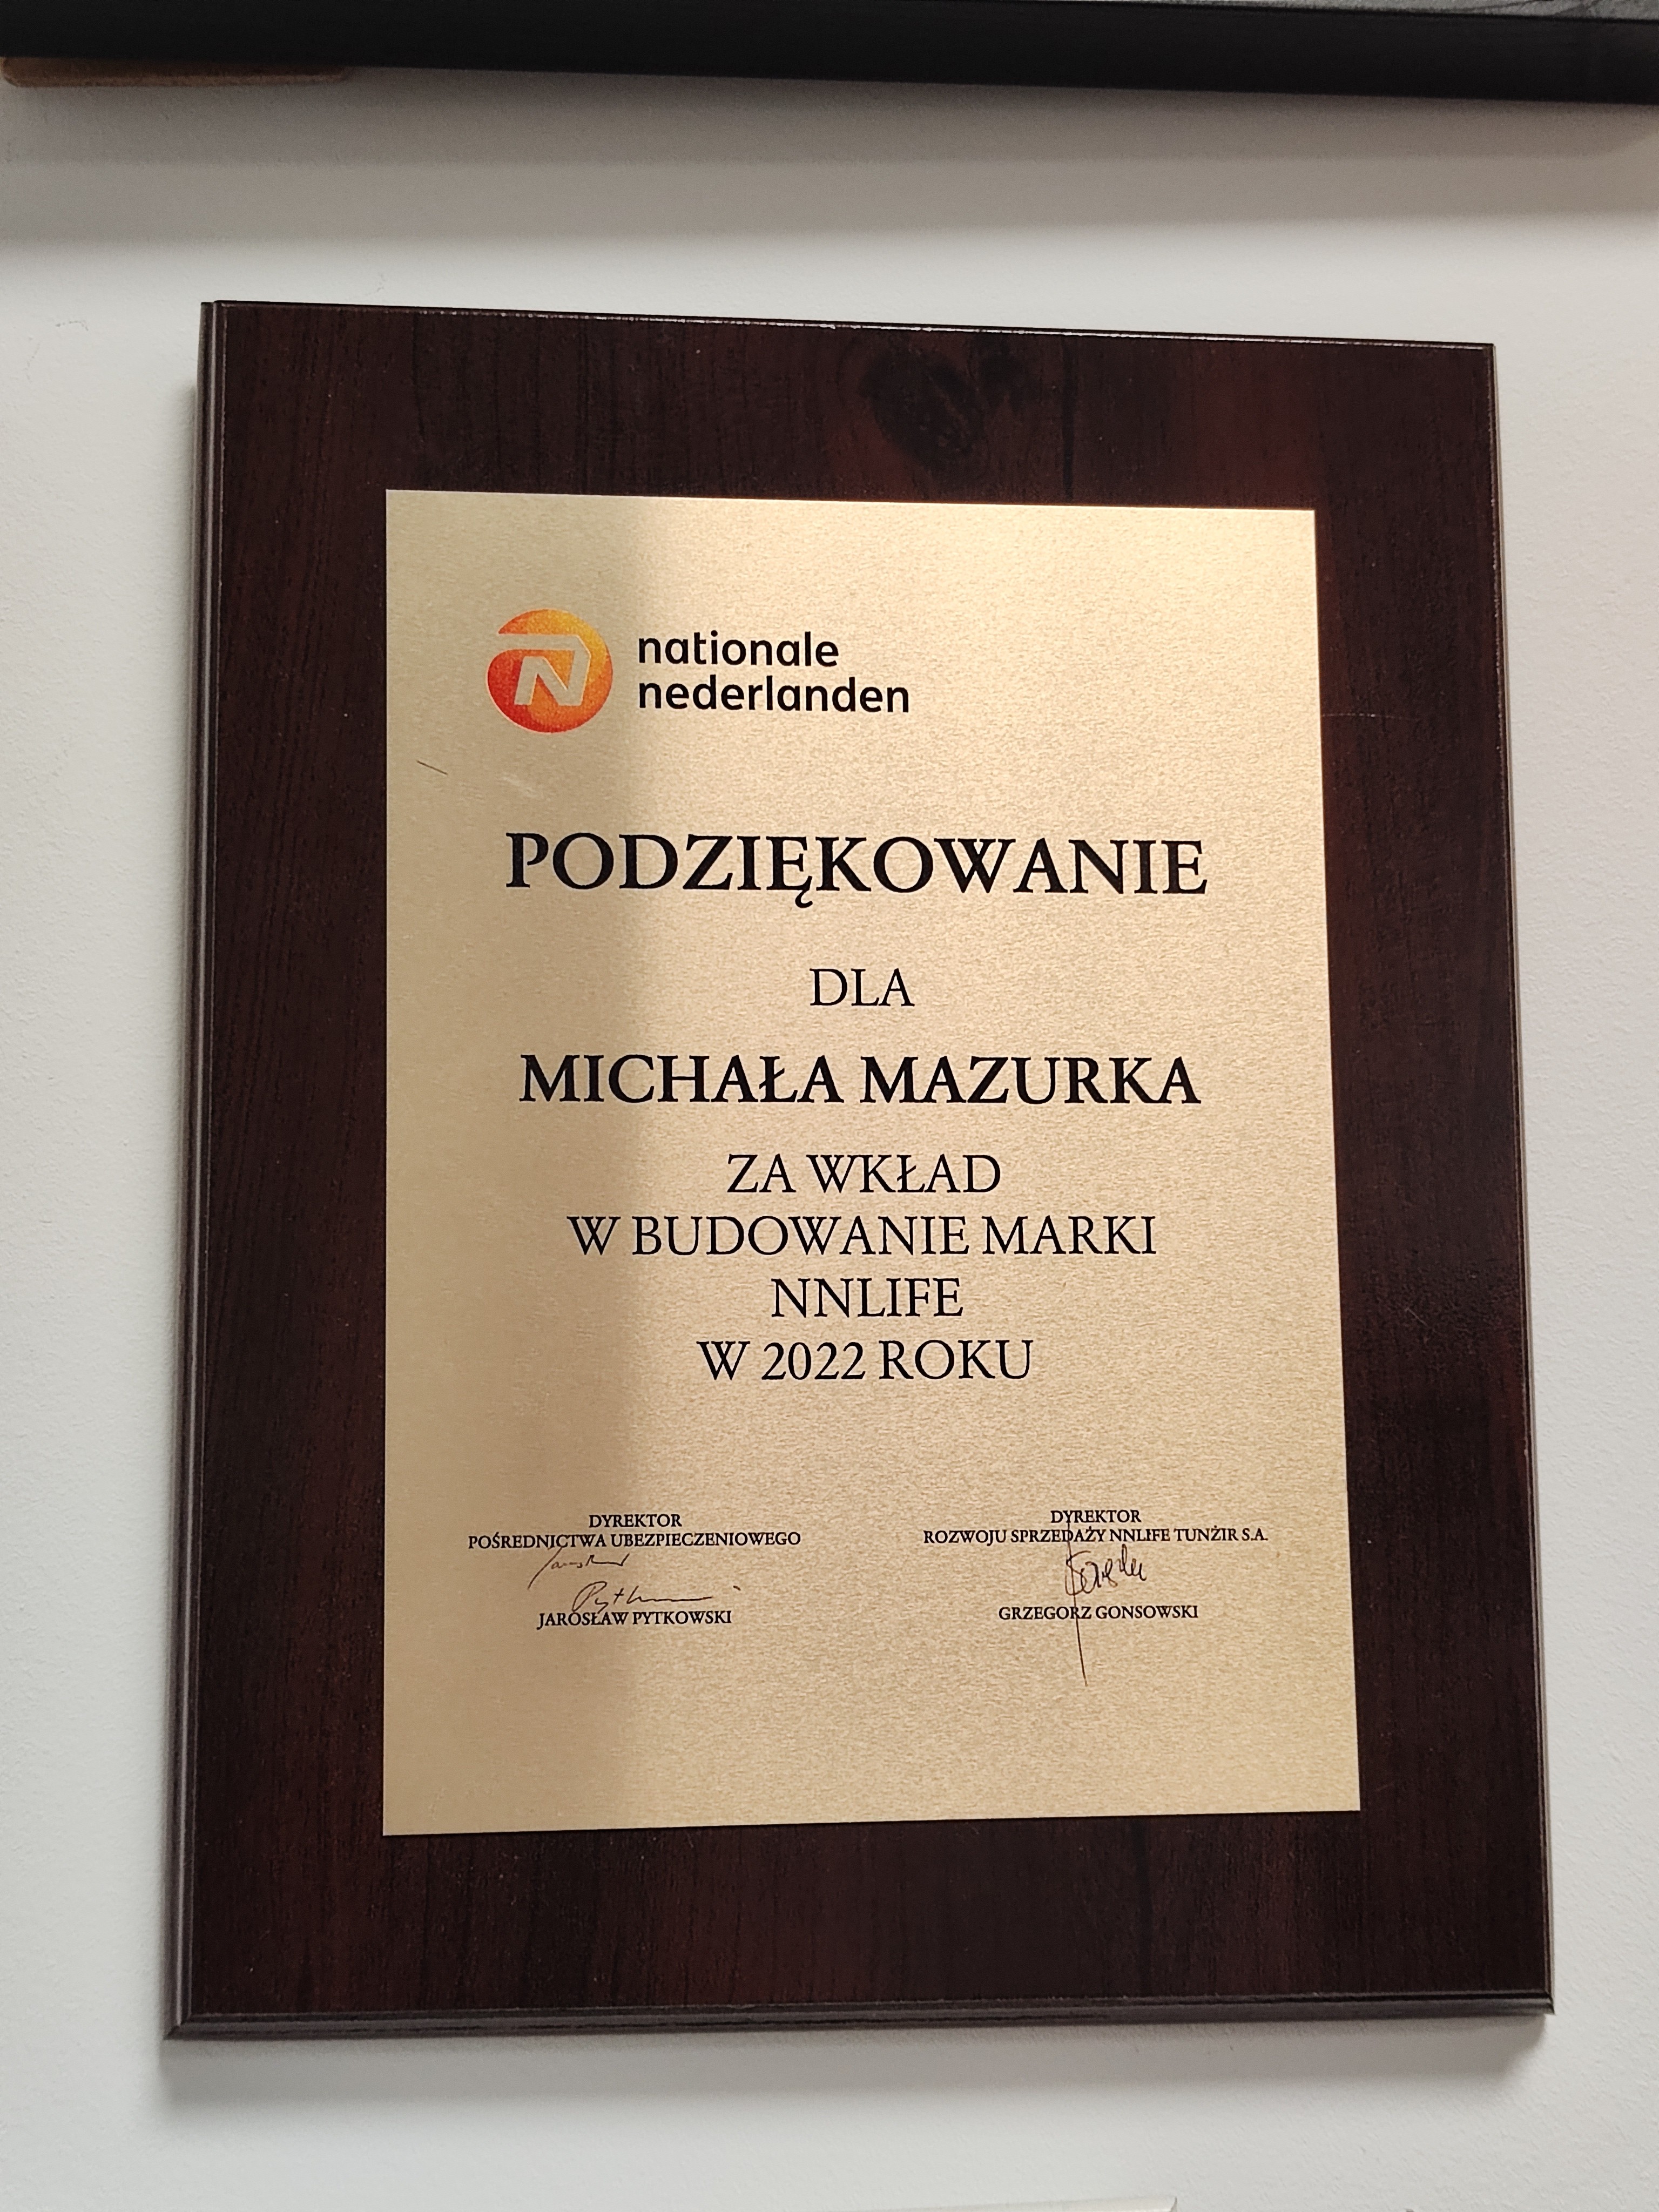 nationale
nederlanden
PODZIĘKOWANIE
DLA
MICHAŁA MAZURKA
ZA WKŁAD
W BUDOWANIE MARKI
NNLIFE
W 2022 ROKU
DYREKTOR
POŚREDNICTWA UBEZPIECZENIOWEGO
JAROSŁAW PYTKOWSKI
DYREKTOR
ROZWOJU SPRZEDAŻY NNLIFE TUNŻIR S.A.
GRZEGORZ GONSOWSKI